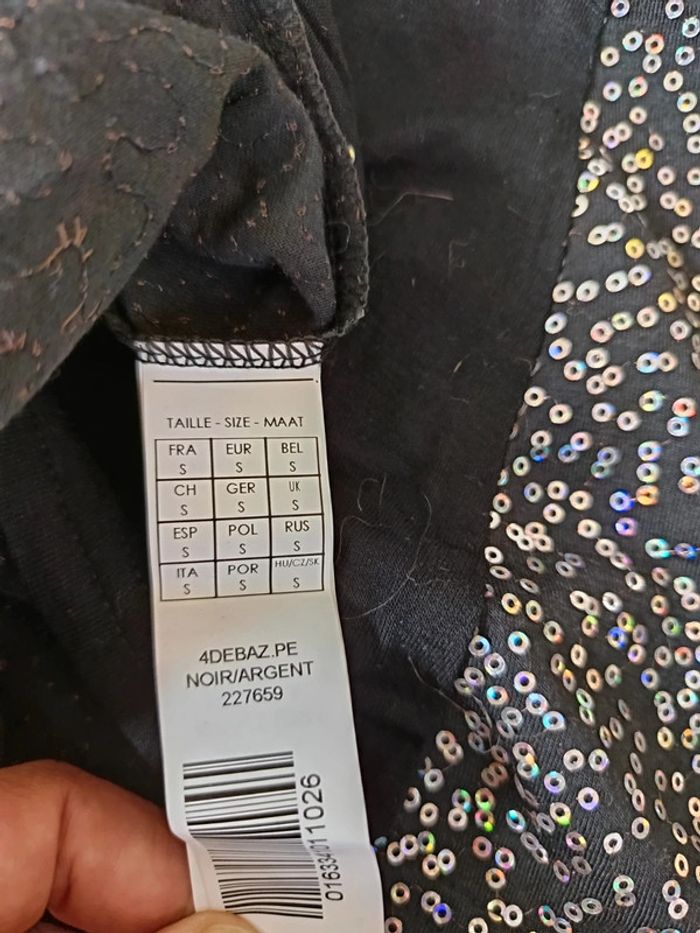 TAILLE - SIZE - MAAT
FRA EUR BEL
S S S
CH GER UK
S S S
ESP POL RUS
S S S
ITA POR HU/CZ/SK
S S S
4DEBAZ.PE
NOIR/ARGENT
227659